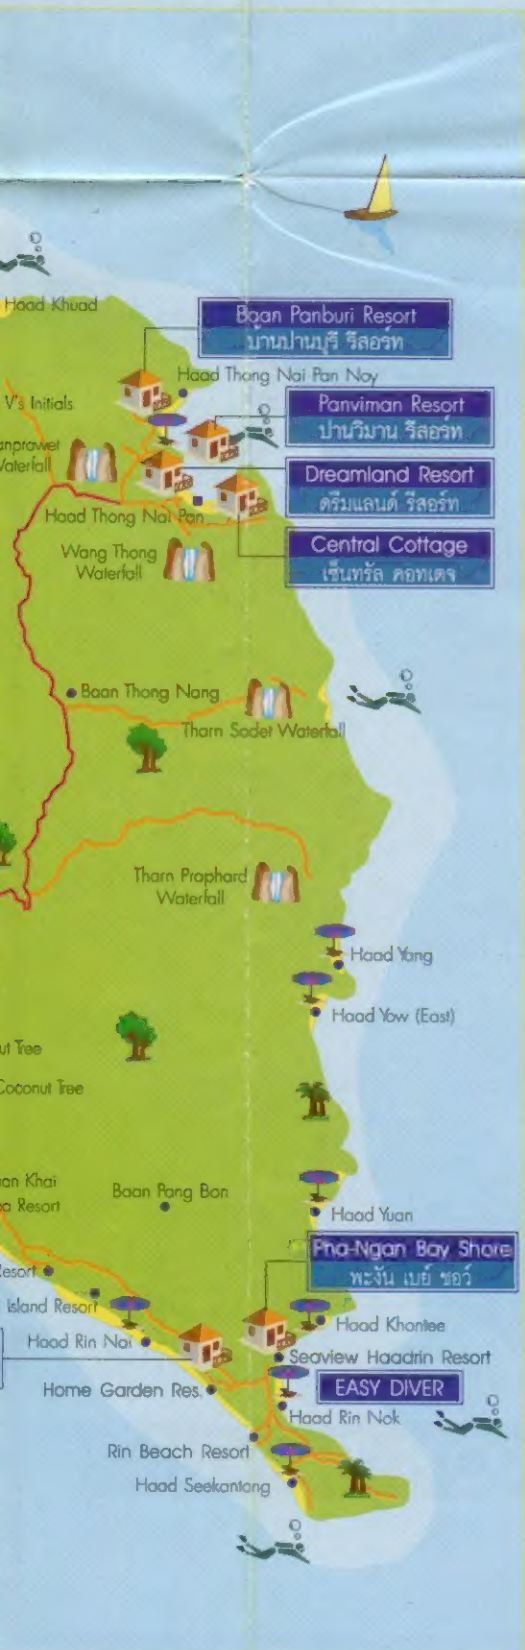 Haad Khuad
Baan Panburi Resort
บ้านปานบุรี รีสอร์ท
Haad Thong Nai Pan Noy
V's Initials
Panviman Resort
ปานวิมาน รีสอร์ท
Waterfall
Dreamland Resort
ดรีมแลนด์ รีสอร์ท
Haad Thong Nai Pan
Central Cottage
เซ็นทรัล คอทเตจ
Wang Thong
Waterfall
Baan Thong Nang
Tharn Sadet Waterfall
Tharn Praphard
Waterfall
Haad Yang
Haad Yow (East)
Tree
Coconut Tree
Khai
Resort
Baan Pang Bon
Haad Yuan
Pha-Ngan Bay Shore
พะงัน เบย์ ชอว์
Resort
Island Resort
Haad Khontee
Haad Rin Nai
Seaview Haadrin Resort
Home Garden Res.
EASY DIVER
Haad Rin Nok
Rin Beach Resort
Haad Seekantang